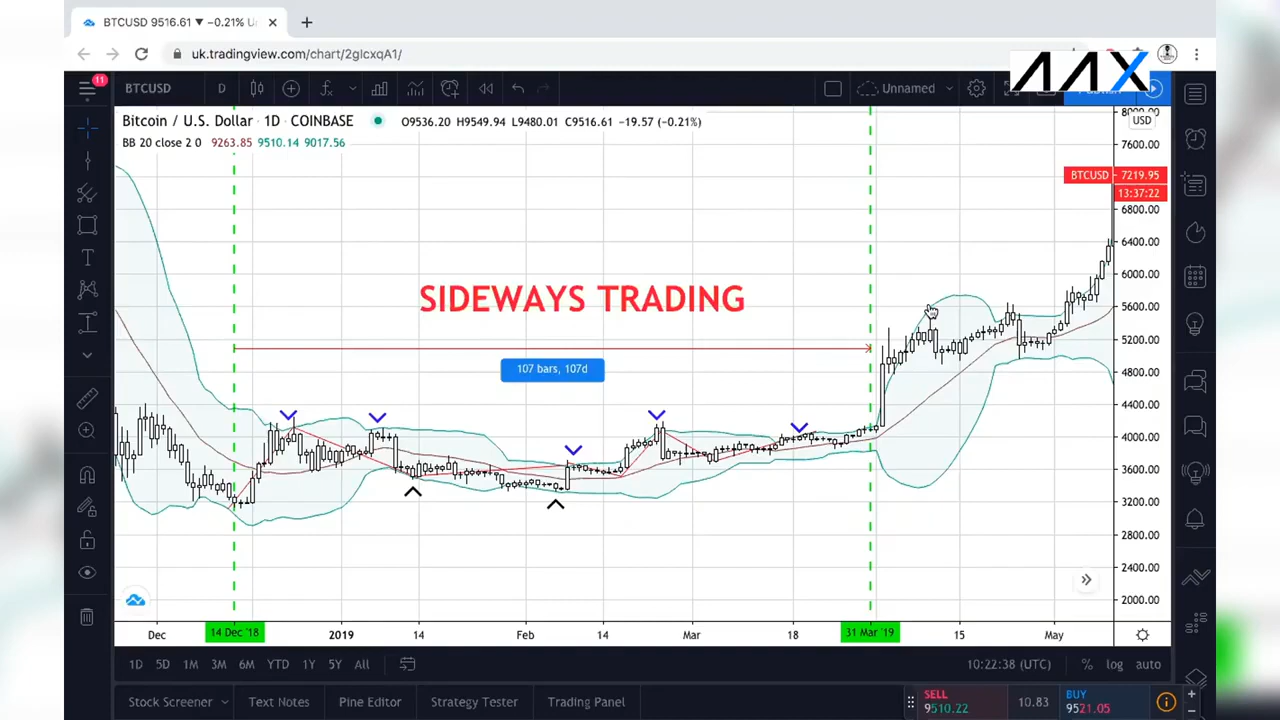 BTCUSD 9516.61 ▼ −0.21% U
uk.tradingview.com/chart/2glcxqA1/
AAX
11
BTCUSD
D
Unnamed
Bitcoin / U.S. Dollar · 1D · COINBASE
O9536.20 H9549.94 L9480.01 C9516.61 −19.57 (−0.21%)
BB 20 close 2 0 9263.85 9510.14 9017.56
8000.00
USD
7600.00
BTCUSD 7219.95
13:37:22
6800.00
6400.00
6000.00
5600.00
5200.00
4800.00
4400.00
4000.00
3600.00
3200.00
2800.00
2400.00
2000.00
SIDEWAYS TRADING
107 bars, 107d
Dec
14 Dec '18
2019
14
Feb
14
Mar
18
31 Mar '19
15
May
1D 5D 1M 3M 6M YTD 1Y 5Y All
10:22:38 (UTC) % log auto
Stock Screener Text Notes Pine Editor Strategy Tester Trading Panel
SELL
9510.22
10.83
BUY
9521.05